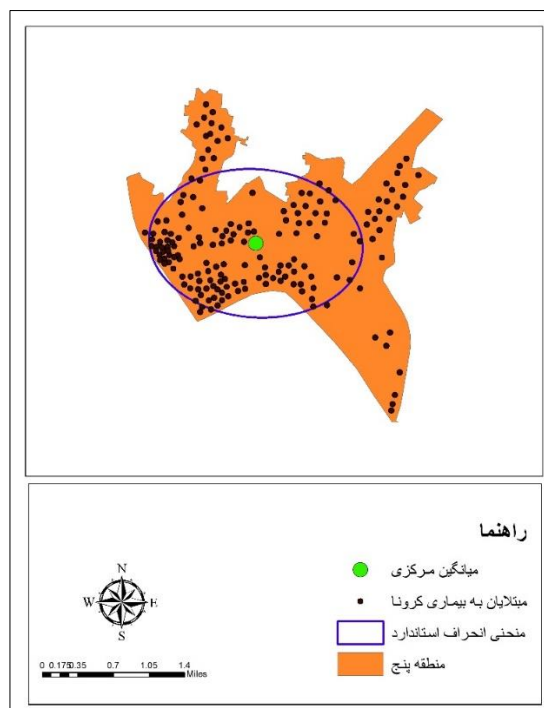 راهنما
میانگین مرکزی
مبتلایان به بیماری کرونا
منحنی انحراف استاندارد
منطقه پنج
N
W E
S
0 0.175 0.35 0.7 1.05 1.4
Miles